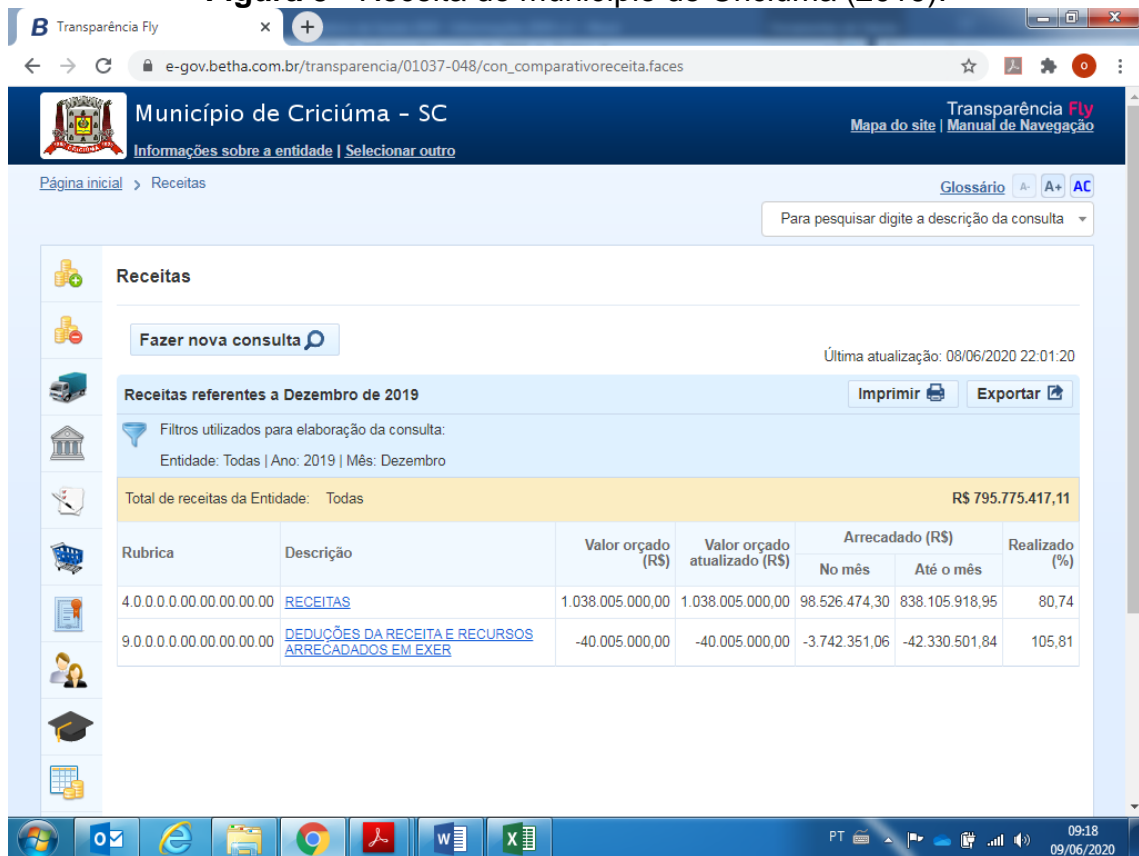 B Transparência Fly × +
e-gov.betha.com.br/transparencia/01037-048/con_comparativoreceita.faces
Município de Criciúma - SC
Transparência Fly
Mapa do site | Manual de Navegação
Informações sobre a entidade | Selecionar outro
Página inicial > Receitas
Glossário A- A+ AC
Para pesquisar digite a descrição da consulta
Receitas
Fazer nova consulta
Última atualização: 08/06/2020 22:01:20
Receitas referentes a Dezembro de 2019
Imprimir Exportar
Filtros utilizados para elaboração da consulta:
Entidade: Todas | Ano: 2019 | Mês: Dezembro
Total de receitas da Entidade: Todas R$ 795.775.417,11
Rubrica Descrição Valor orçado (R$) Valor orçado atualizado (R$) Arrecadado (R$) Realizado (%)
No mês Até o mês
4.0.0.0.0.00.00.00.00.00 RECEITAS 1.038.005.000,00 1.038.005.000,00 98.526.474,30 838.105.918,95 80,74
9.0.0.0.0.00.00.00.00.00 DEDUÇÕES DA RECEITA E RECURSOS ARRECADADOS EM EXER -40.005.000,00 -40.005.000,00 -3.742.351,06 -42.330.501,84 105,81
PT
09:18
09/06/2020